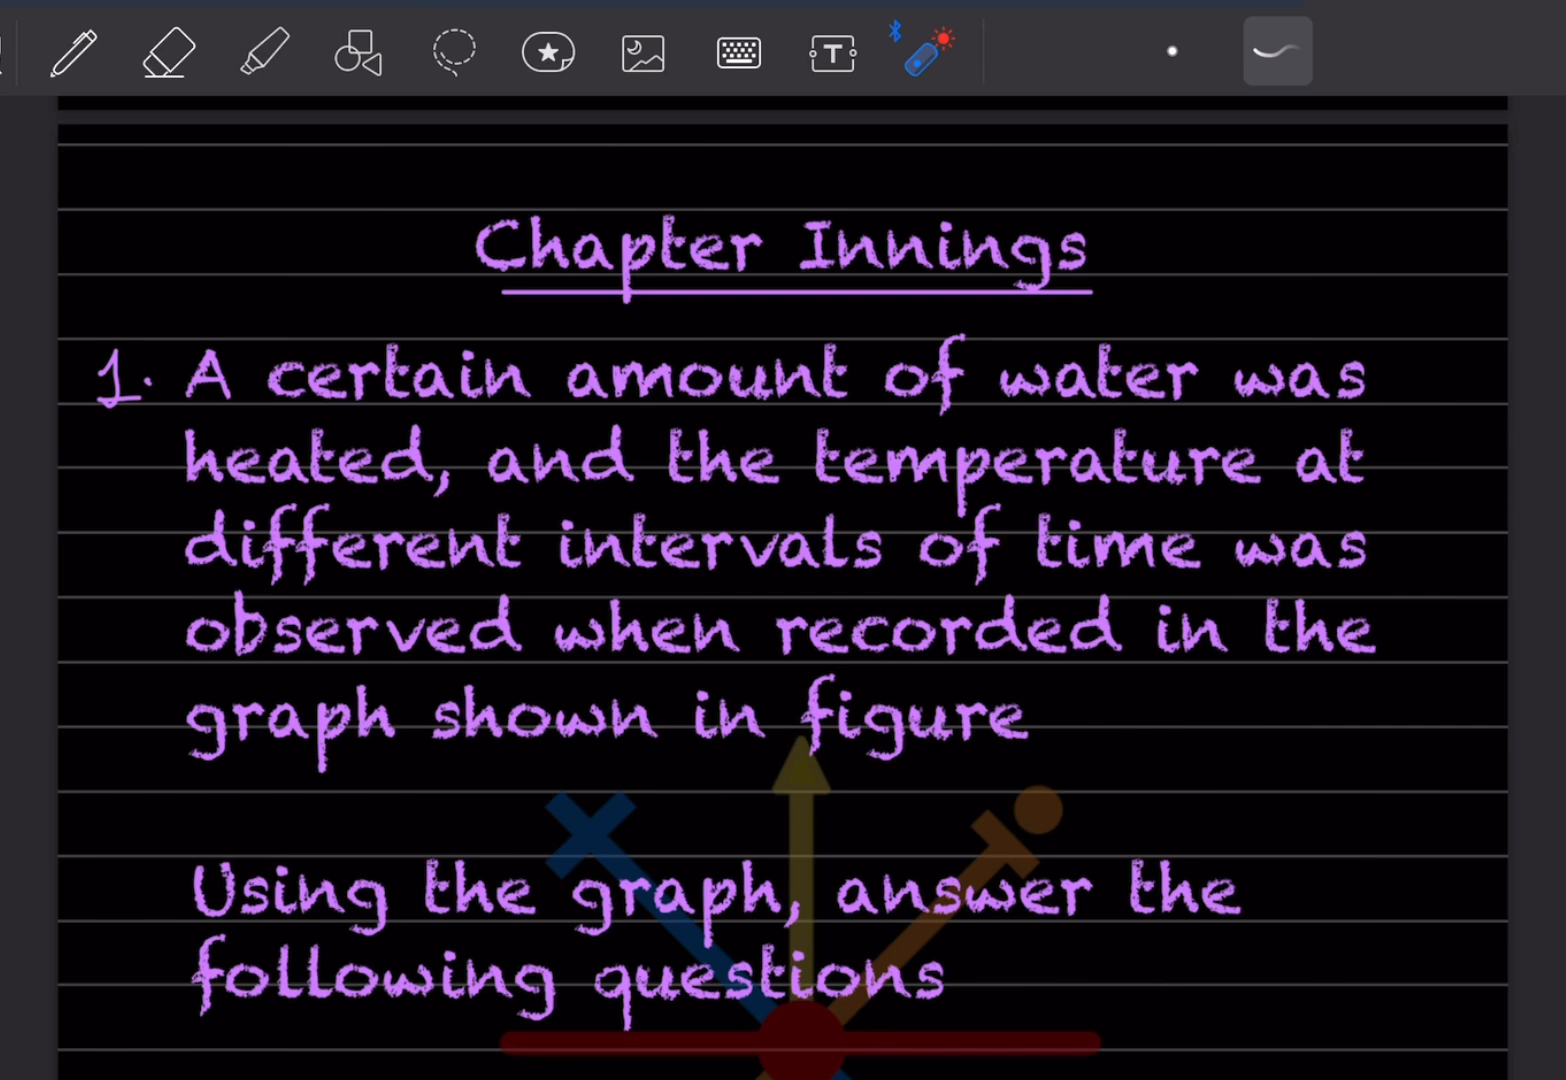 Chapter Innings
1. A certain amount of water was
heated, and the temperature at
different intervals of time was
observed when recorded in the
graph shown in figure
Using the graph, answer the
following questions